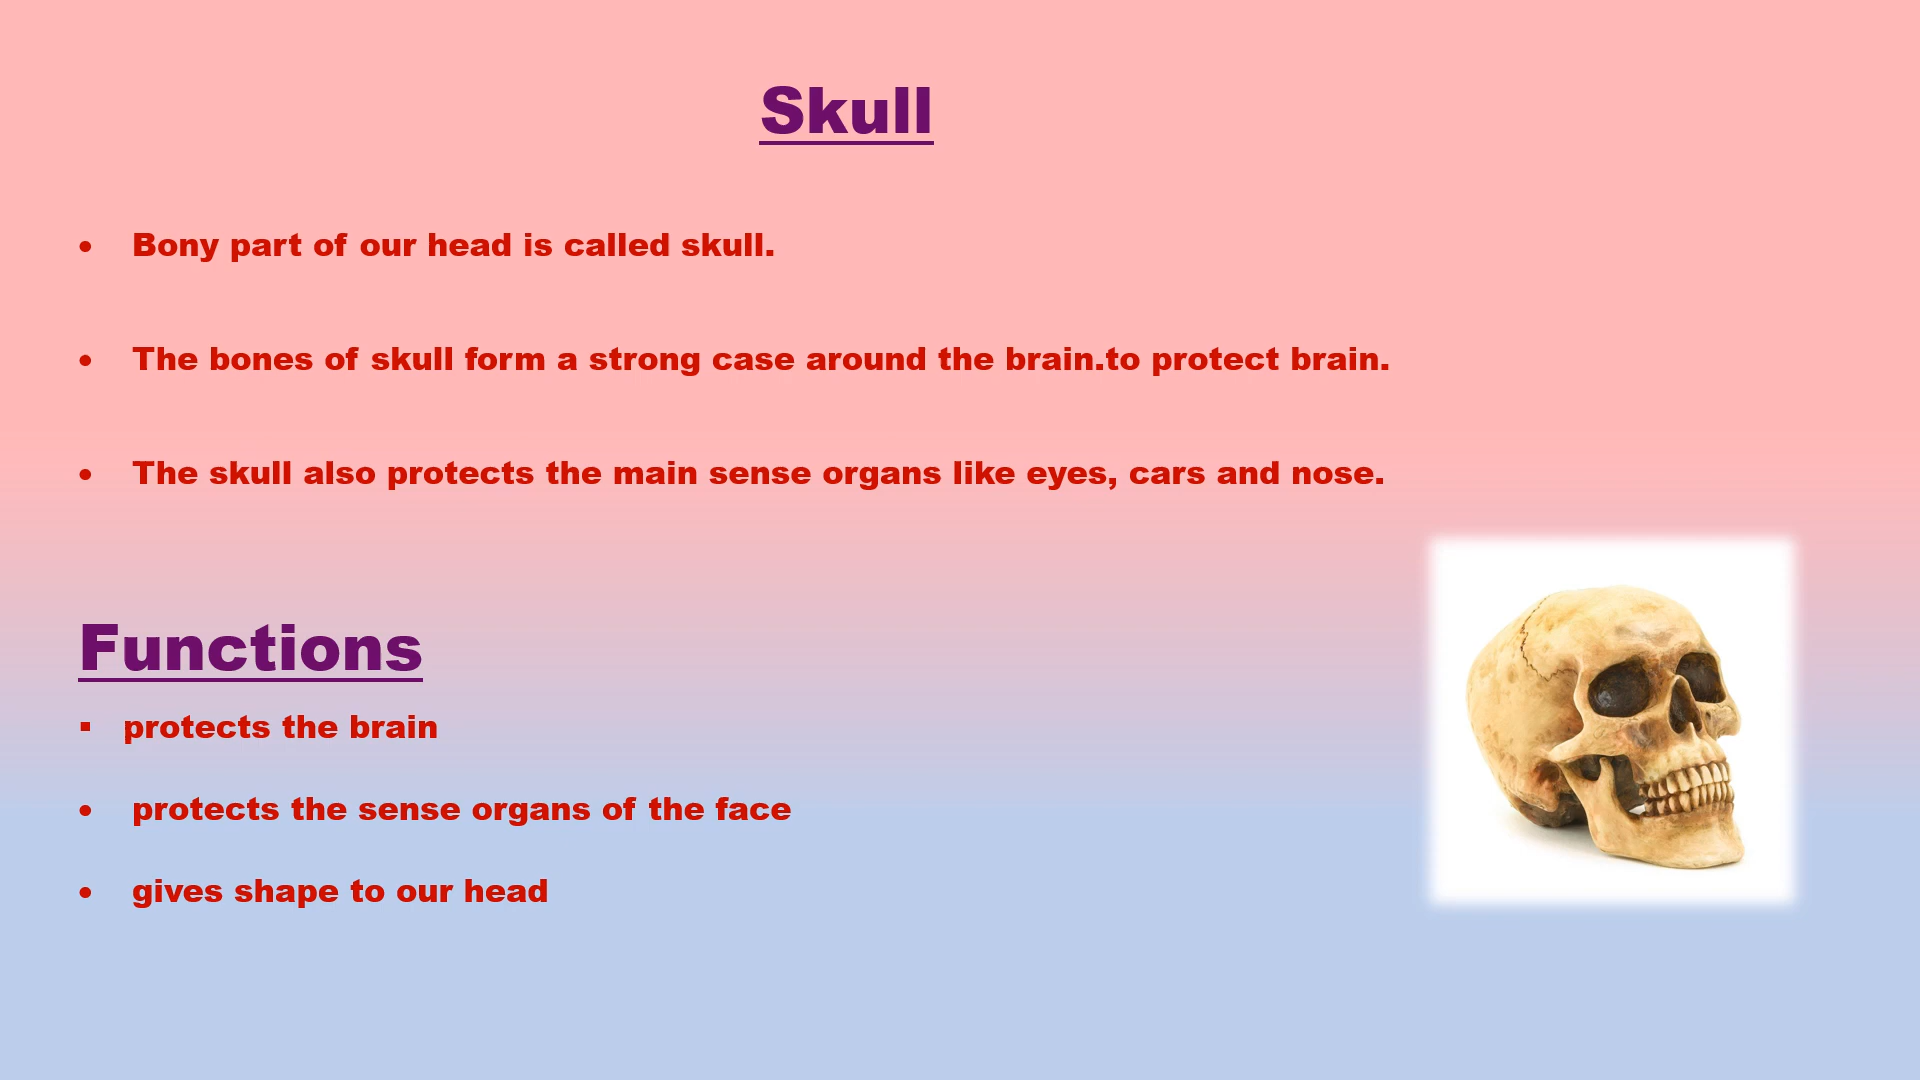 Skull
• Bony part of our head is called skull.
• The bones of skull form a strong case around the brain.to protect brain.
• The skull also protects the main sense organs like eyes, cars and nose.
Functions
▪ protects the brain
• protects the sense organs of the face
• gives shape to our head